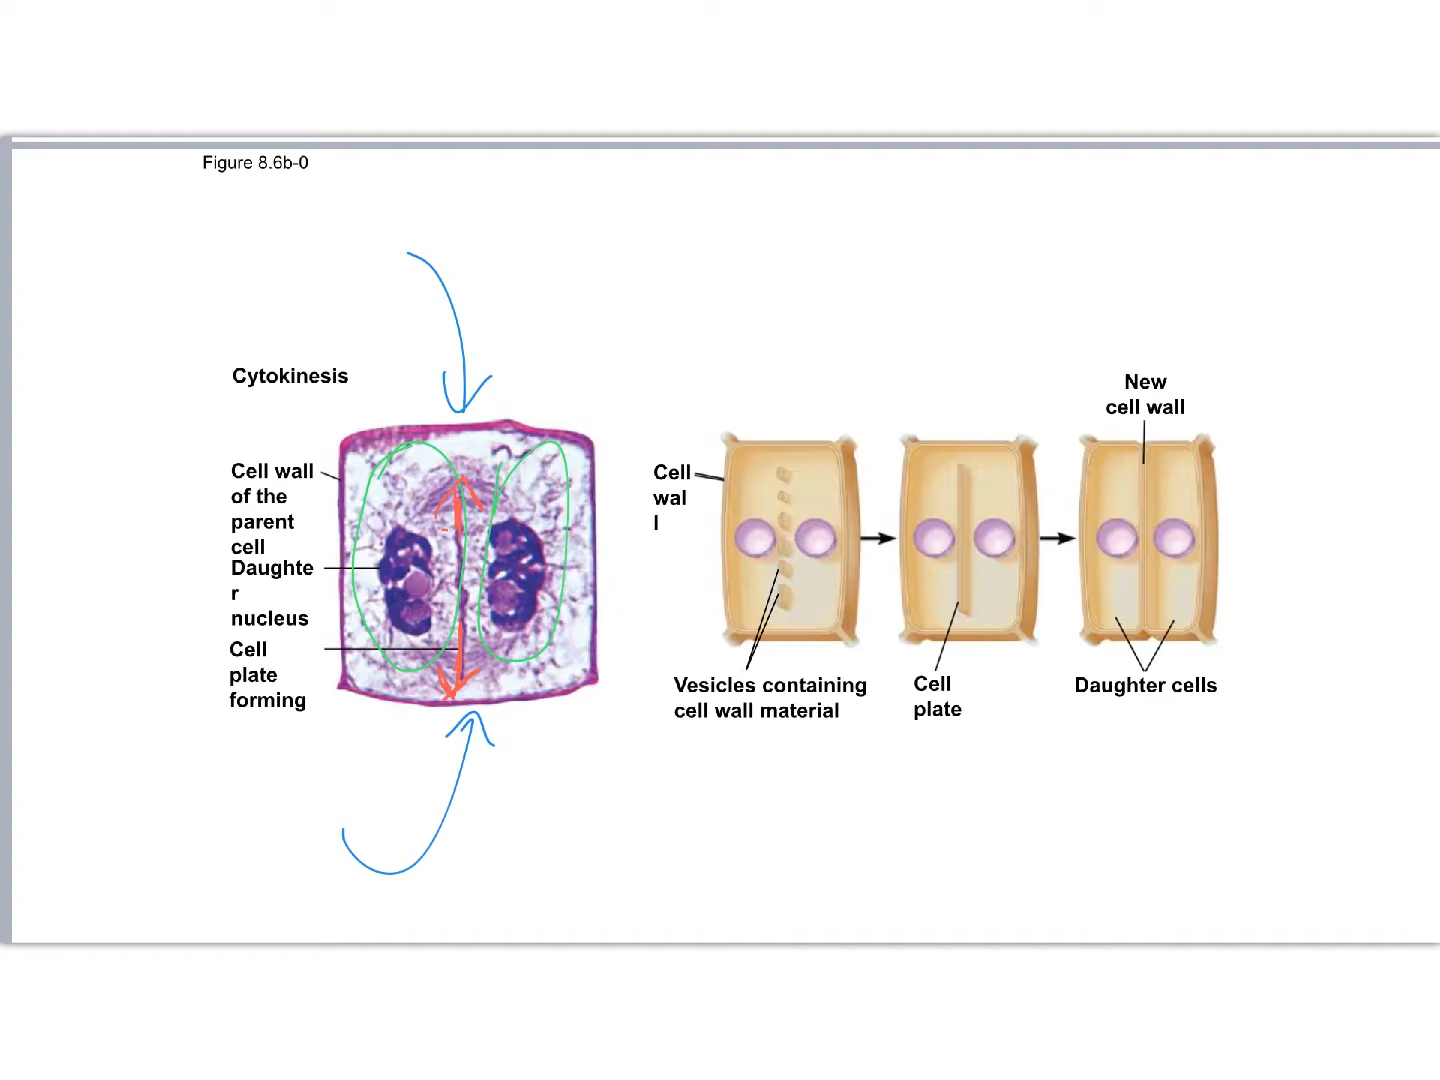 Figure 8.6b-0
Cytokinesis
Cell wall
of the
parent
cell
Daughte
r
nucleus
Cell
plate
forming
Cell
wal
l
Vesicles containing
cell wall material
Cell
plate
New
cell wall
Daughter cells